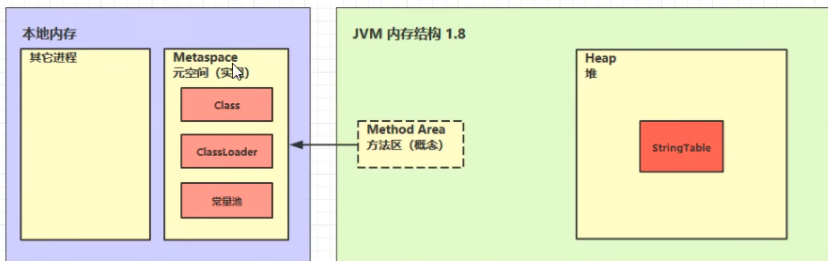 本地内存
其它进程
Metaspace
元空间（实现）
Class
ClassLoader
常量池
JVM 内存结构 1.8
Method Area
方法区（概念）
Heap
堆
StringTable